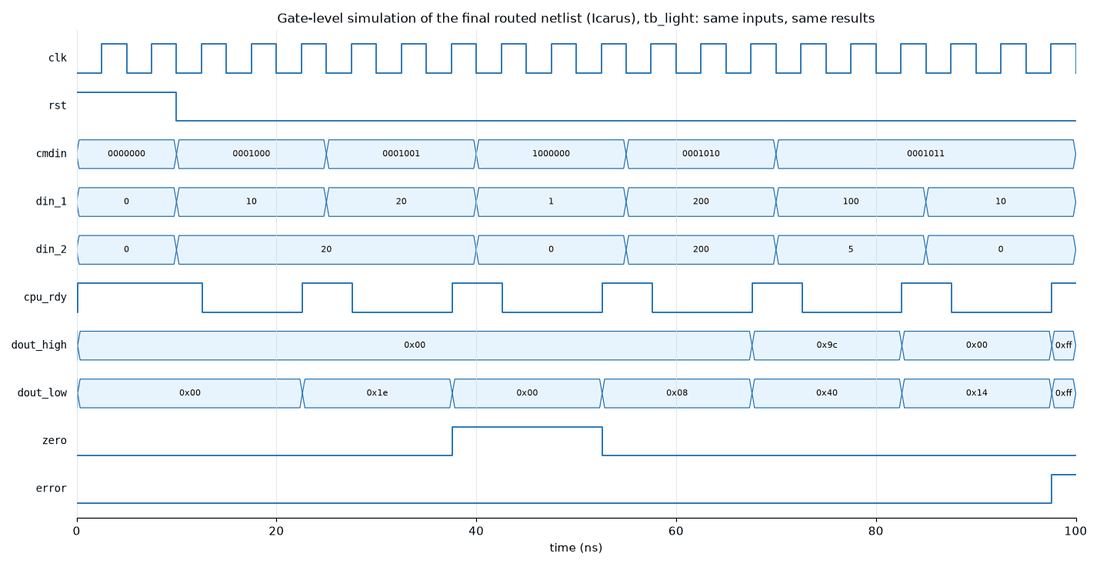 Gate-level simulation of the final routed netlist (Icarus), tb_light: same inputs, same results
clk
rst
cmdin 0000000 0001000 0001001 1000000 0001010 0001011
din_1 0 10 20 1 200 100 10
din_2 0 20 0 200 5 0
cpu_rdy
dout_high 0x00 0x9c 0x00 0xff
dout_low 0x00 0x1e 0x00 0x08 0x40 0x14 0xff
zero
error
0 20 40 60 80 100
time (ns)